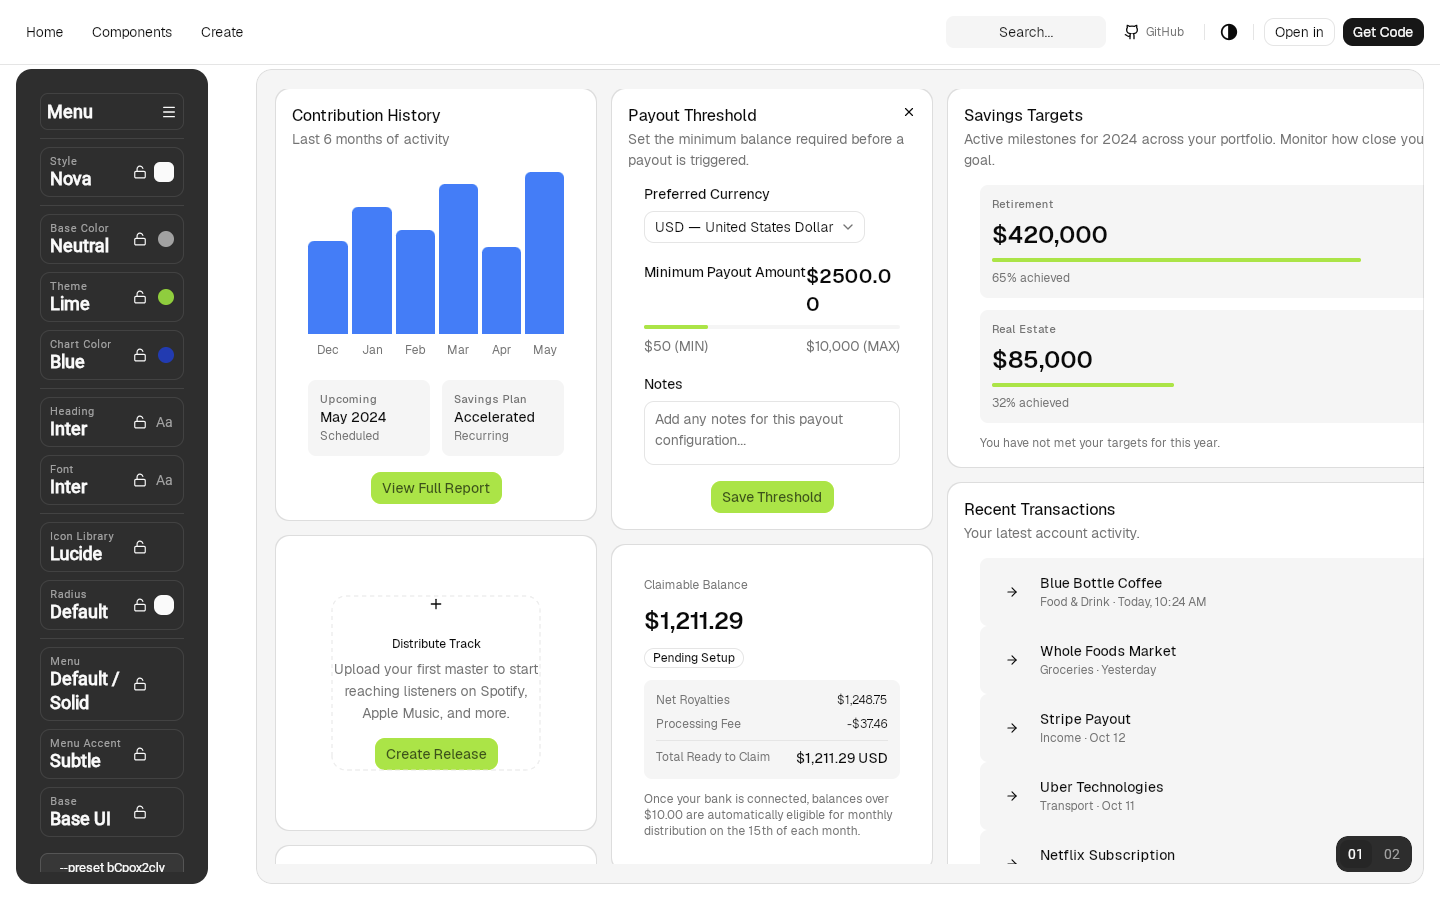 Home
Components
Create
Search...
GitHub
Open in
Get Code
Menu
Style
Nova
Base Color
Neutral
Theme
Lime
Chart Color
Blue
Heading
Inter
Aa
Font
Inter
Aa
Icon Library
Lucide
Radius
Default
Menu
Default /
Solid
Menu Accent
Subtle
Base
Base UI
--preset bCpox2clv
Contribution History
Last 6 months of activity
Dec Jan Feb Mar Apr May
Upcoming
May 2024
Scheduled
Savings Plan
Accelerated
Recurring
View Full Report
Distribute Track
Upload your first master to start
reaching listeners on Spotify,
Apple Music, and more.
Create Release
Payout Threshold
Set the minimum balance required before a
payout is triggered.
Preferred Currency
USD — United States Dollar
Minimum Payout Amount
$2500.0
0
$50 (MIN)
$10,000 (MAX)
Notes
Add any notes for this payout
configuration...
Save Threshold
Claimable Balance
$1,211.29
Pending Setup
Net Royalties $1,248.75
Processing Fee -$37.46
Total Ready to Claim $1,211.29 USD
Once your bank is connected, balances over
$10.00 are automatically eligible for monthly
distribution on the 15th of each month.
Savings Targets
Active milestones for 2024 across your portfolio. Monitor how close you
goal.
Retirement
$420,000
65% achieved
Real Estate
$85,000
32% achieved
You have not met your targets for this year.
Recent Transactions
Your latest account activity.
Blue Bottle Coffee
Food & Drink · Today, 10:24 AM
Whole Foods Market
Groceries · Yesterday
Stripe Payout
Income · Oct 12
Uber Technologies
Transport · Oct 11
Netflix Subscription
01 02